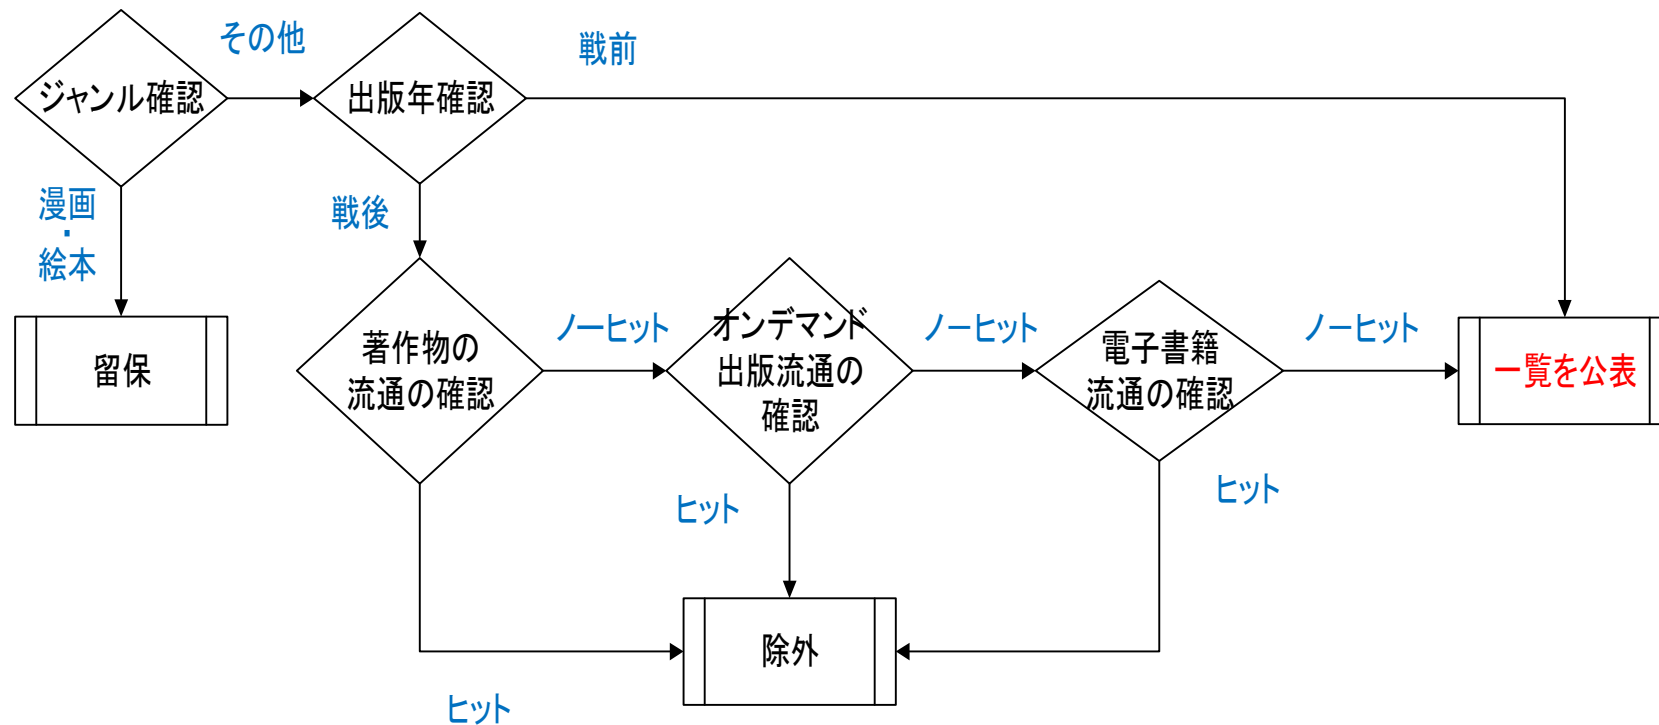 その他
戦前
ジャンル確認
出版年確認
漫画
・
絵本
戦後
留保
著作物の
流通の確認
ノーヒット
オンデマンド
出版流通の
確認
ノーヒット
電子書籍
流通の確認
ノーヒット
一覧を公表
ヒット
ヒット
除外
ヒット